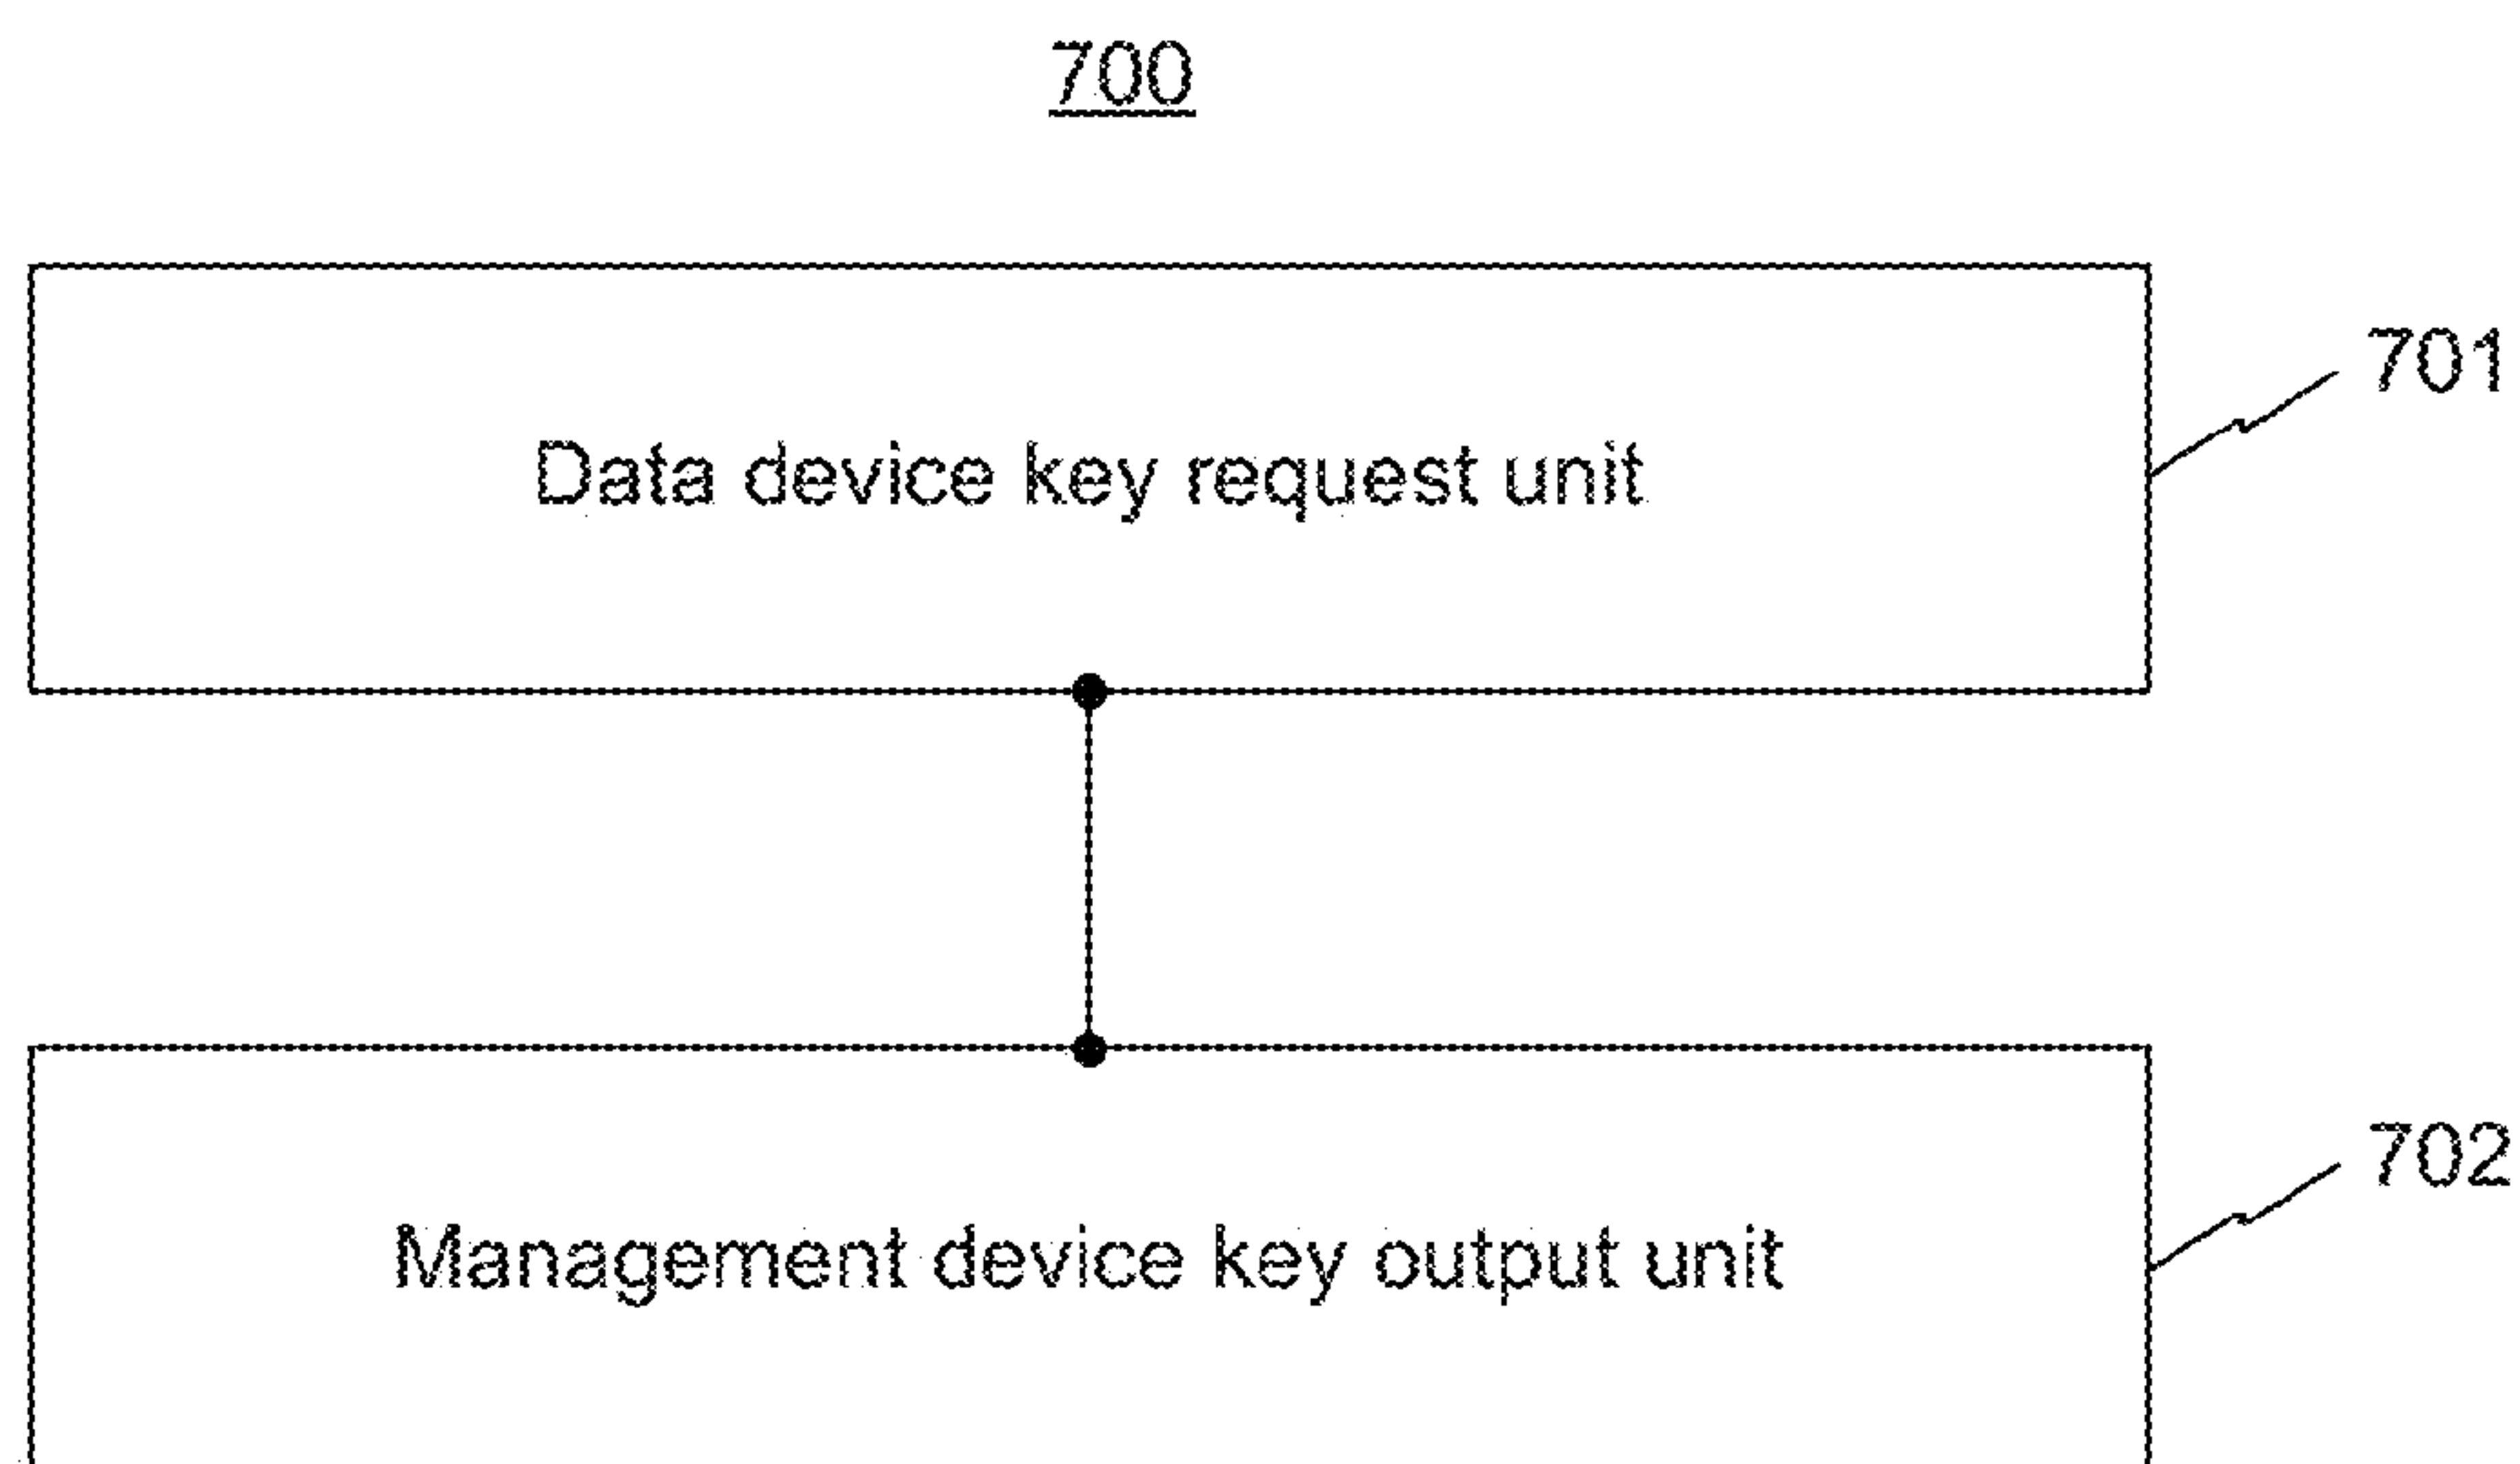 700
701
Data device key request unit
702
Management device key output unit